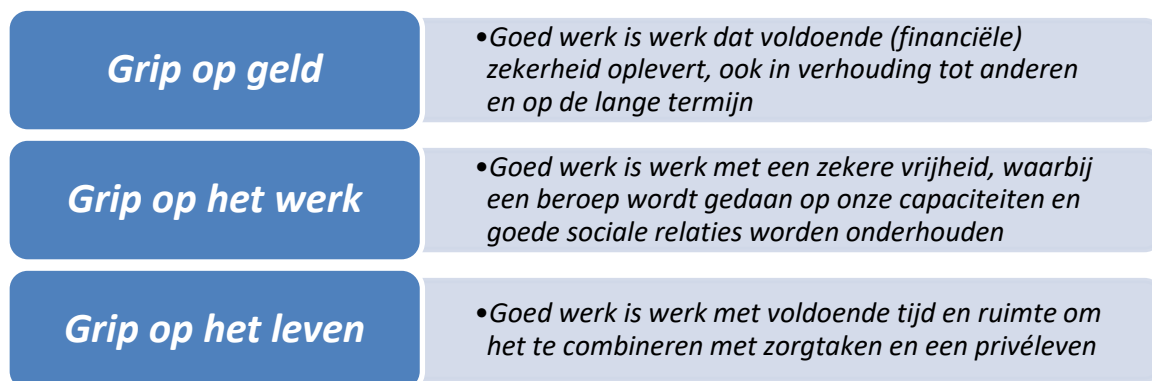 Grip op geld
•Goed werk is werk dat voldoende (financiële)
zekerheid oplevert, ook in verhouding tot anderen
en op de lange termijn
Grip op het werk
•Goed werk is werk met een zekere vrijheid, waarbij
een beroep wordt gedaan op onze capaciteiten en
goede sociale relaties worden onderhouden
Grip op het leven
•Goed werk is werk met voldoende tijd en ruimte om
het te combineren met zorgtaken en een privéleven